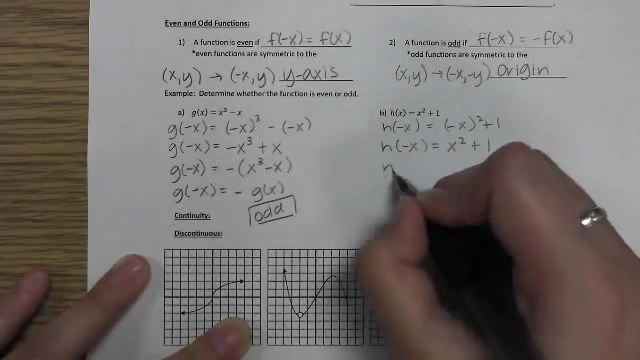 Even and Odd Functions:
1) A function is even if f(-x) = f(x)
*even functions are symmetric to the
(x,y) → (-x,y) y-axis
2) A function is odd if f(-x) = -f(x)
*odd functions are symmetric to the
(x,y) → (-x,-y) origin
Example: Determine whether the function is even or odd.
a) g(x) = x³ – x
g(-x) = (-x)³ - (-x)
g(-x) = -x³ + x
g(-x) = -(x³ - x)
g(-x) = - g(x)
odd
b) h(x) = x² + 1
h(-x) = (-x)² + 1
h(-x) = x² + 1
h
Continuity:
Discontinuous: